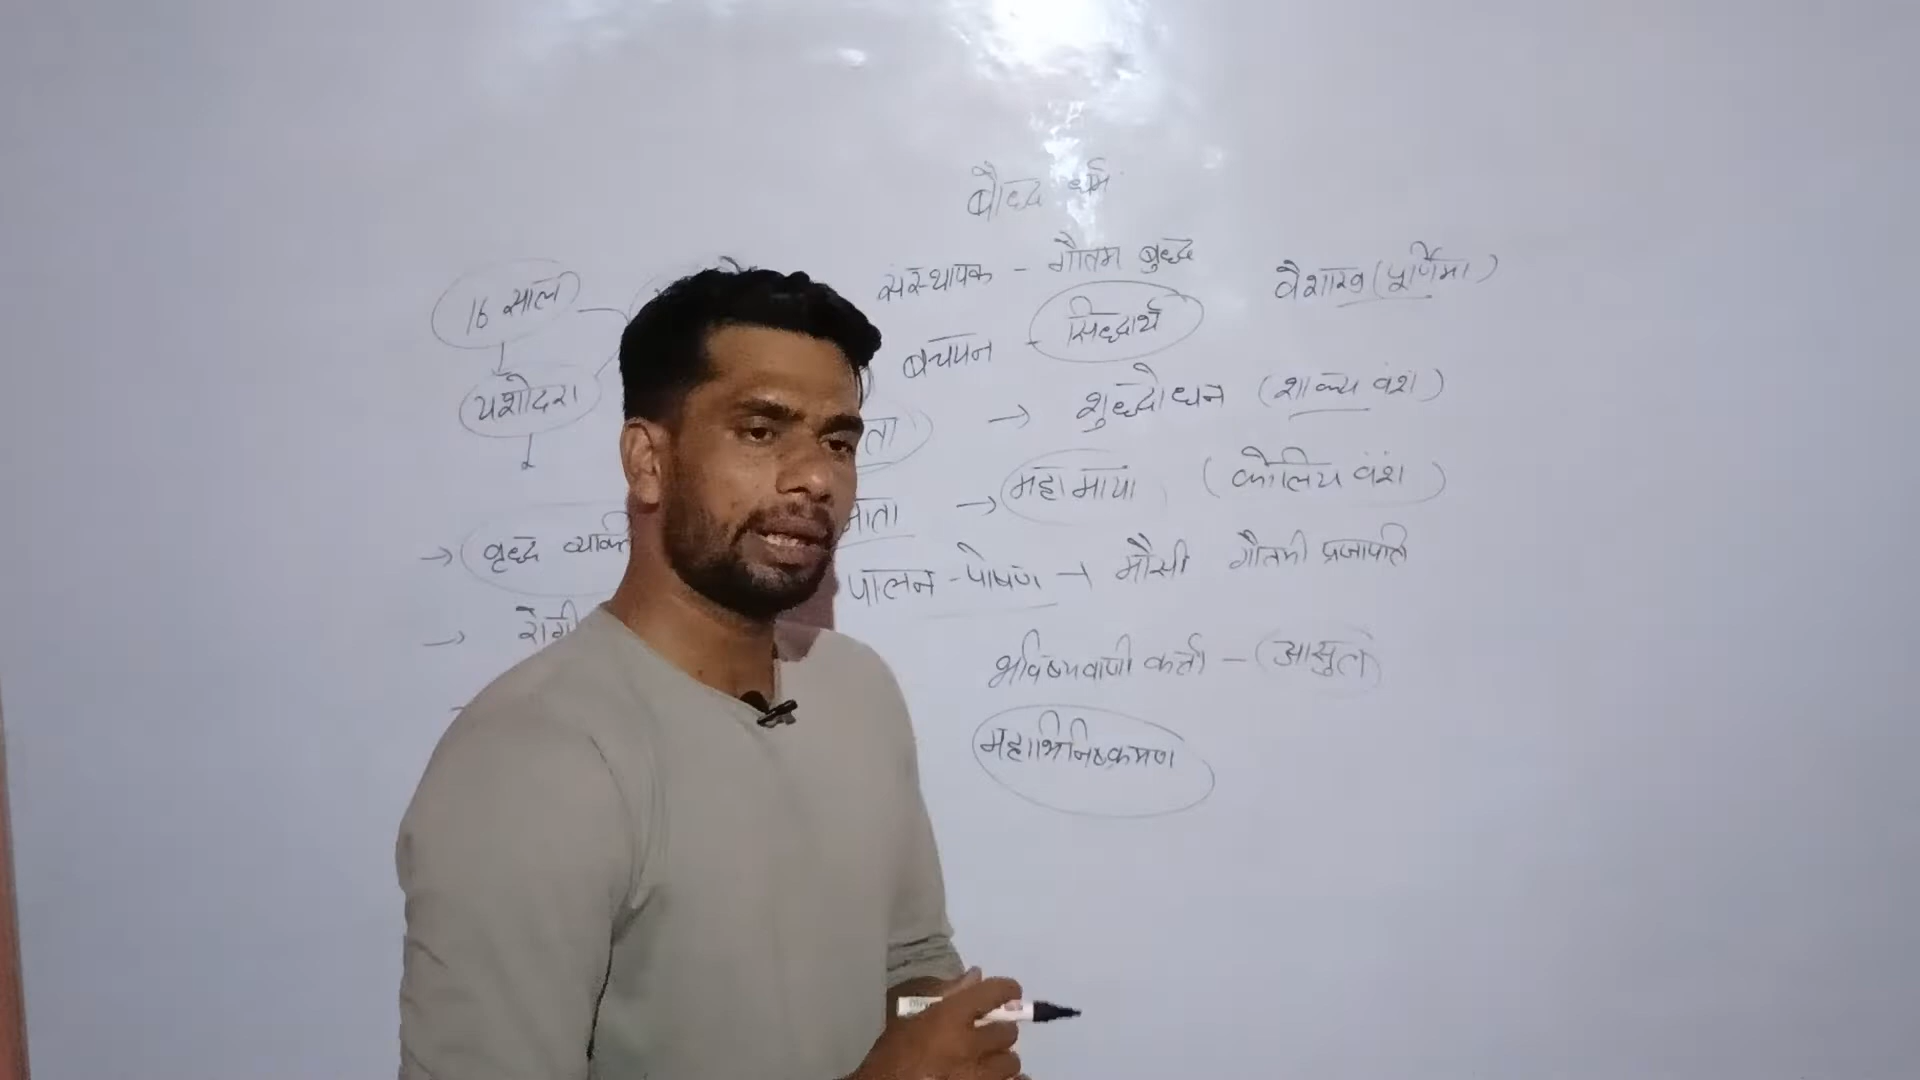 बौद्ध धर्म
संस्थापक - गौतम बुद्ध
वैशाख (पूर्णिमा)
बचपन - सिद्धार्थ
→ शुद्धोधन (शाक्य वंश)
माता → महामाया (कोलिय वंश)
पालन-पोषण → मौसी गौतमी प्रजापति
भविष्यवाणी कर्ता - (आसुत)
महाभिनिष्क्रमण
16 साल
यशोदरा
→ वृद्ध
→ रोगी